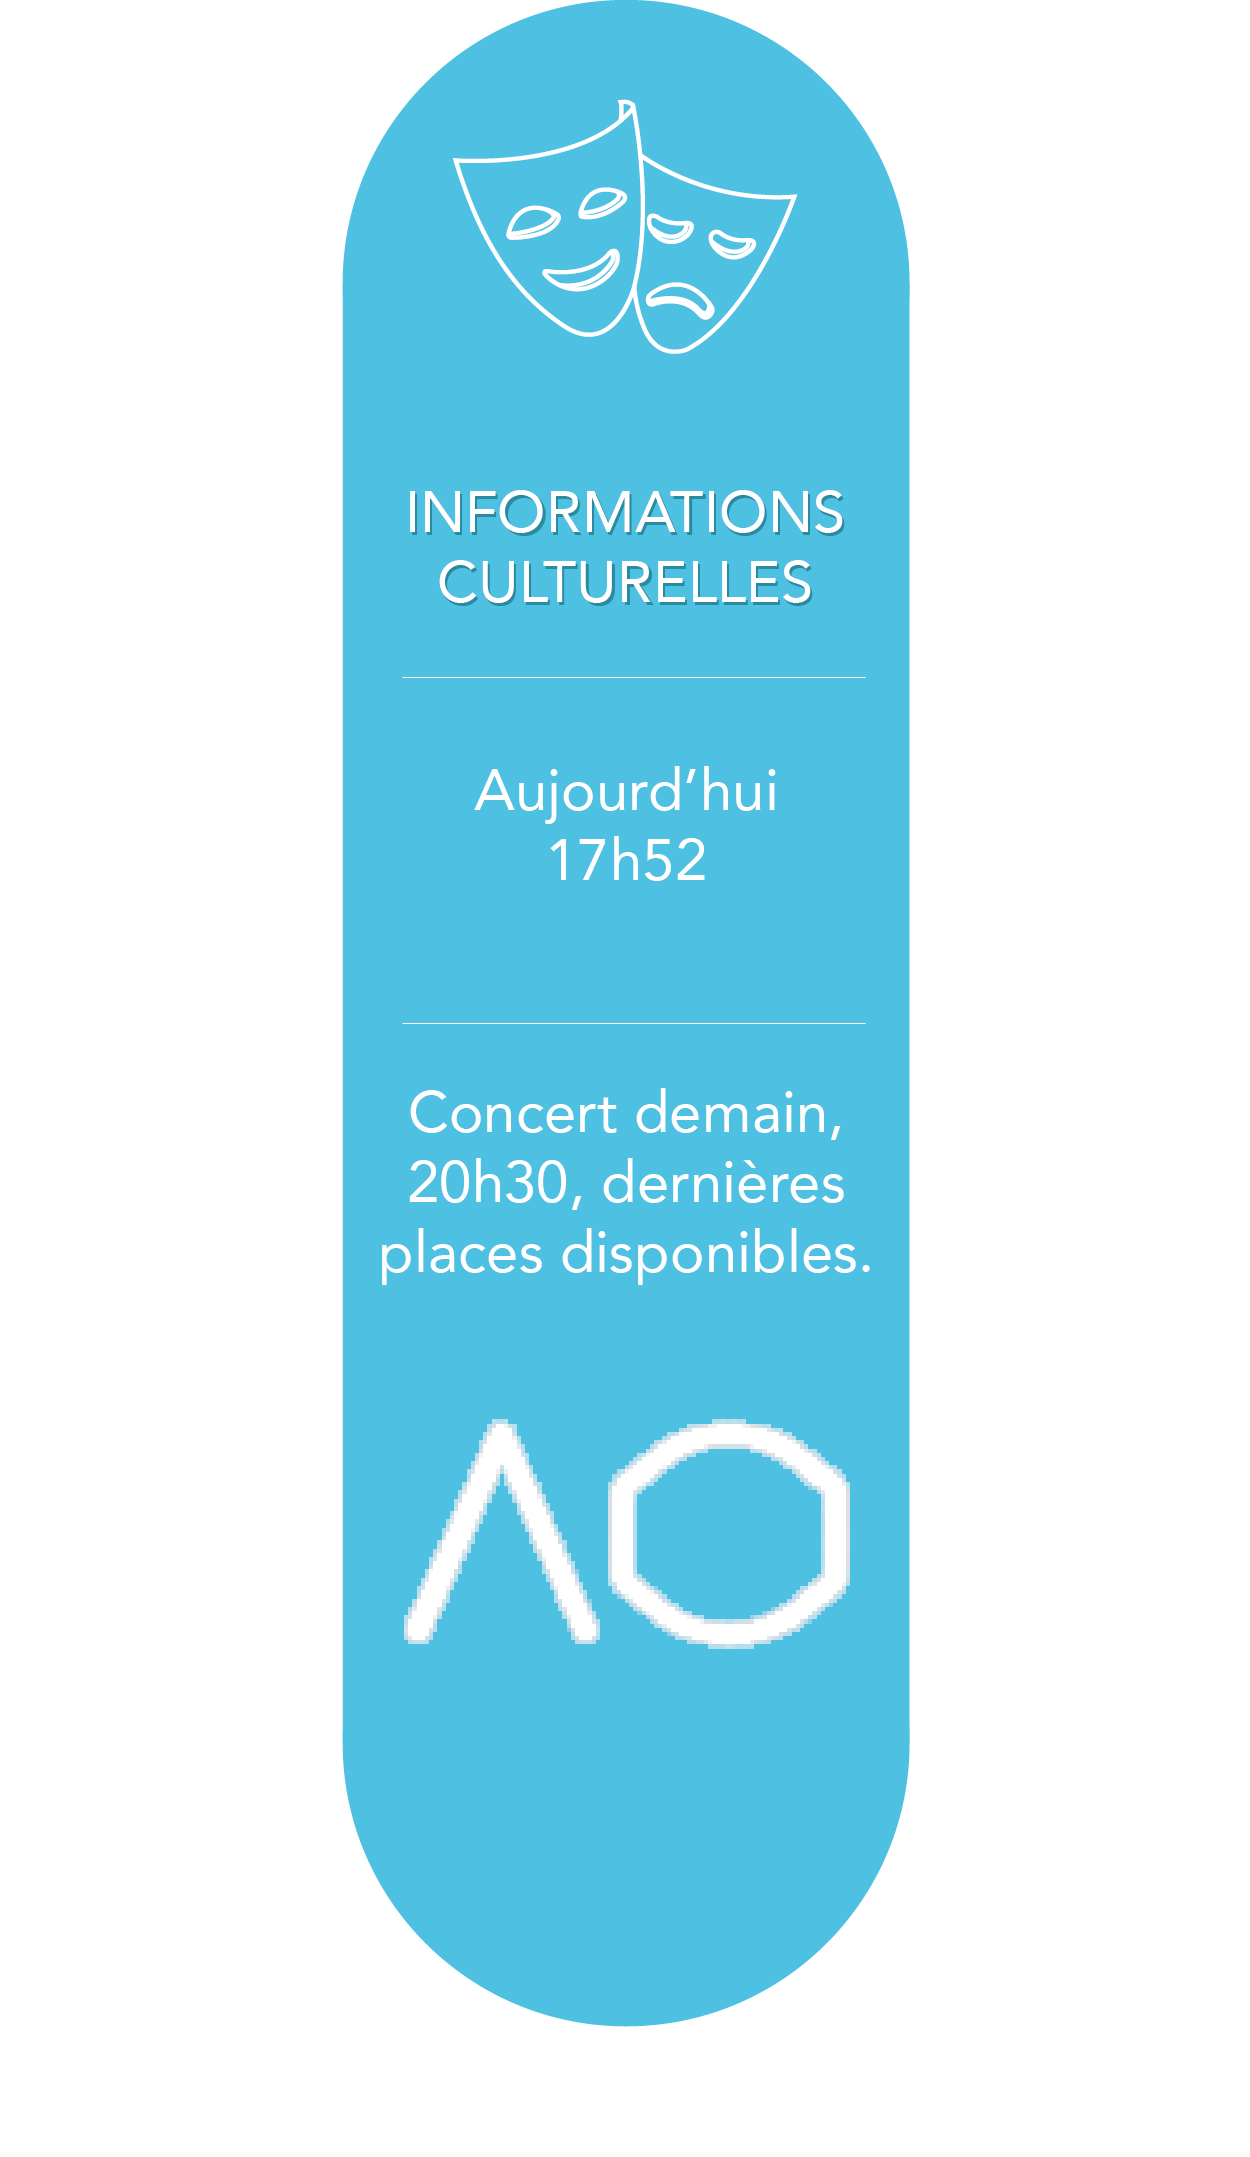 INFORMATIONS
CULTURELLES
Aujourd’hui
17h52
Concert demain,
20h30, dernières
places disponibles.
ΛO